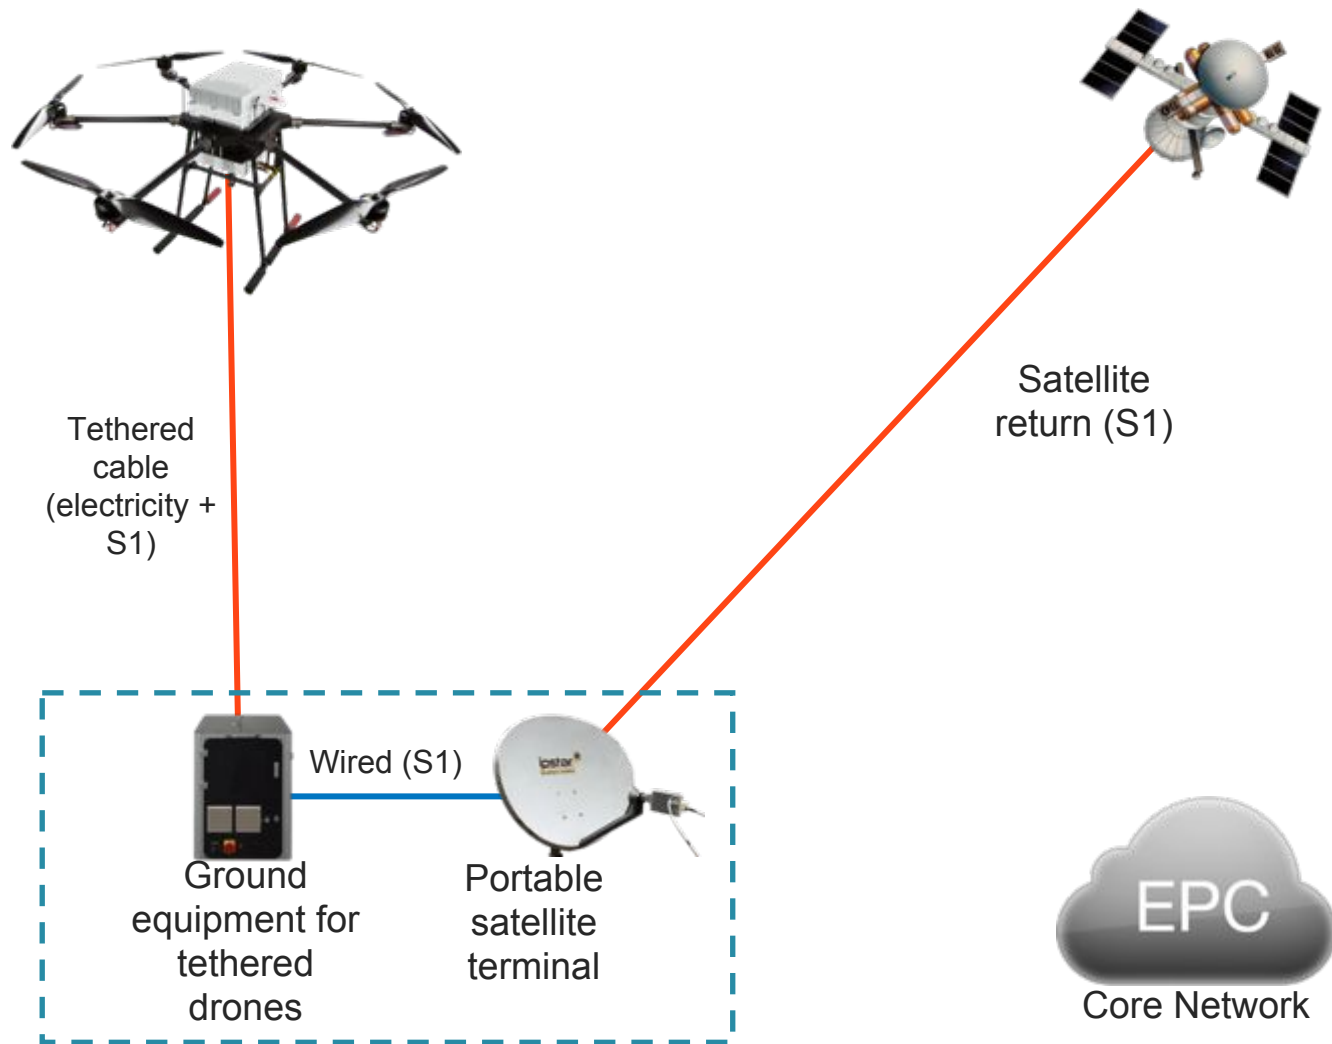 Satellite
return (S1)
Tethered
cable
(electricity +
S1)
Wired (S1)
ipstar
Ground
equipment for
tethered
drones
Portable
satellite
terminal
EPC
Core Network